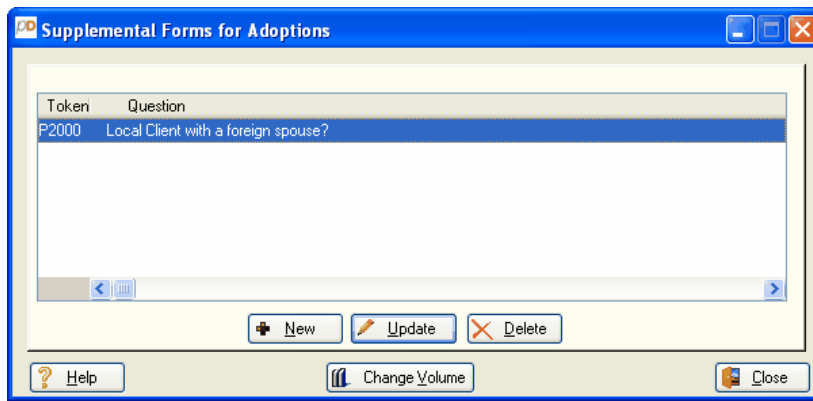 PD Supplemental Forms for Adoptions
Token Question
P2000 Local Client with a foreign spouse?
New Update Delete
Help Change Volume Close